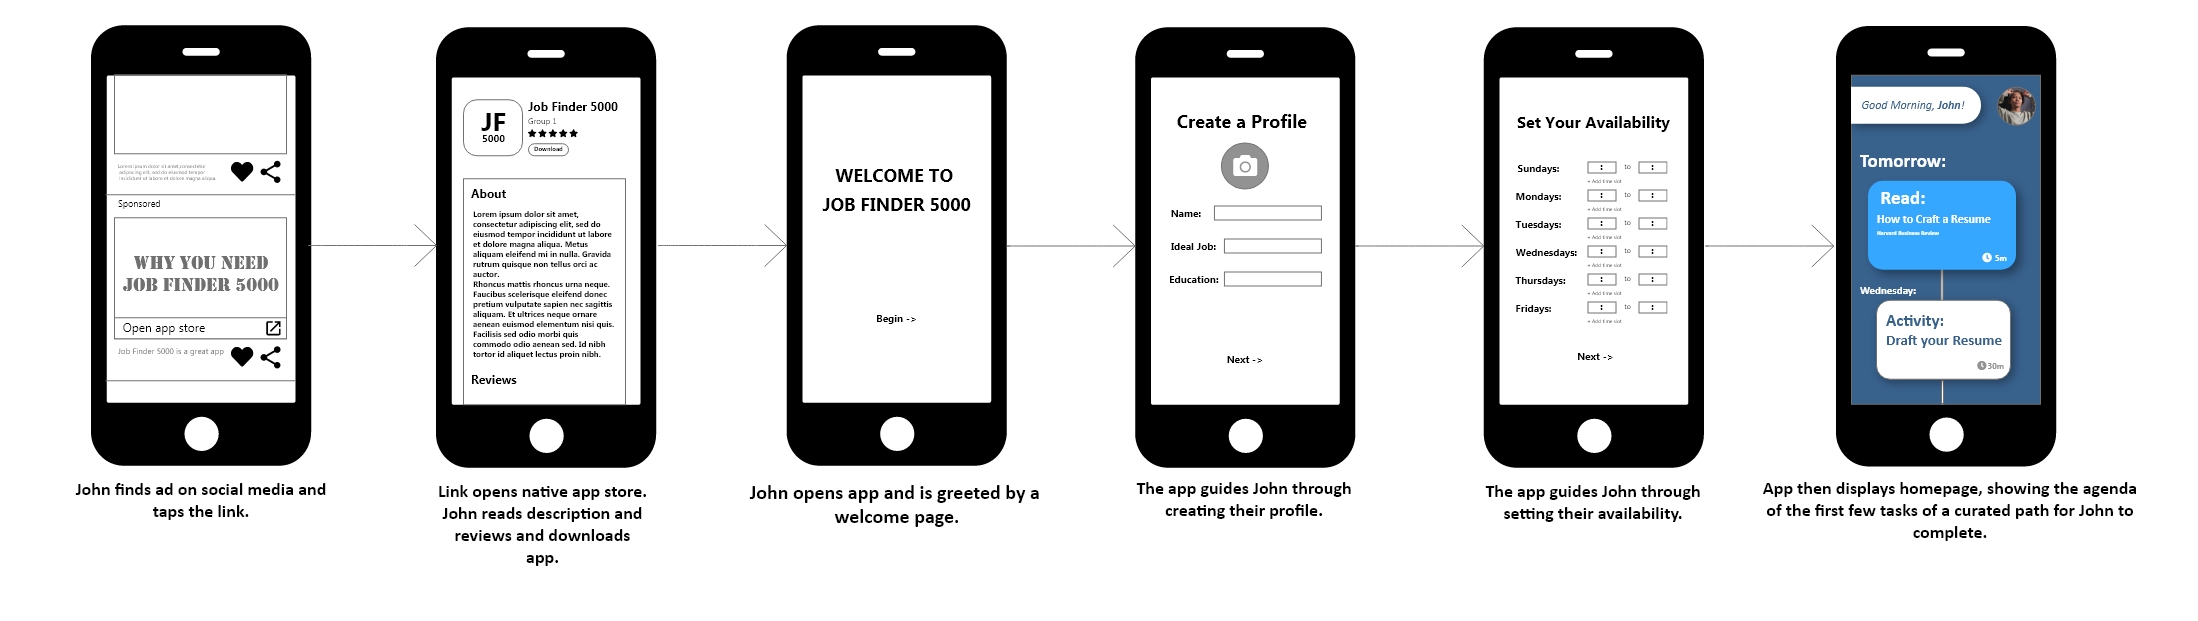 Lorem ipsum dolor sit amet, consectetur
adipiscing elit, sed do eiusmod tempor
incididunt ut labore et dolore magna aliqua.
Sponsored
WHY YOU NEED
JOB FINDER 5000
Open app store
Job Finder 5000 is a great app
John finds ad on social media and
taps the link.
JF
5000
Job Finder 5000
Group 1
Download
About
Lorem ipsum dolor sit amet,
consectetur adipiscing elit, sed do
eiusmod tempor incididunt ut labore
et dolore magna aliqua. Metus
aliquam eleifend mi in nulla. Gravida
rutrum quisque non tellus orci ac
auctor.
Rhoncus mattis rhoncus urna neque.
Faucibus scelerisque eleifend donec
pretium vulputate sapien nec sagittis
aliquam. Et ultrices neque ornare
aenean euismod elementum nisi quis.
Facilisis sed odio morbi quis
commodo odio aenean sed. Id nibh
tortor id aliquet lectus proin nibh.
Reviews
Link opens native app store.
John reads description and
reviews and downloads
app.
WELCOME TO
JOB FINDER 5000
Begin ->
John opens app and is greeted by a
welcome page.
Create a Profile
Name:
Ideal Job:
Education:
Next ->
The app guides John through
creating their profile.
Set Your Availability
Sundays: : to :
+ Add time slot
Mondays: : to :
+ Add time slot
Tuesdays: : to :
+ Add time slot
Wednesdays: : to :
+ Add time slot
Thursdays: : to :
+ Add time slot
Fridays: : to :
+ Add time slot
Next ->
The app guides John through
setting their availability.
Good Morning, John!
Tomorrow:
Read:
How to Craft a Resume
Harvard Business Review
5m
Wednesday:
Activity:
Draft your Resume
30m
App then displays homepage, showing the agenda
of the first few tasks of a curated path for John to
complete.